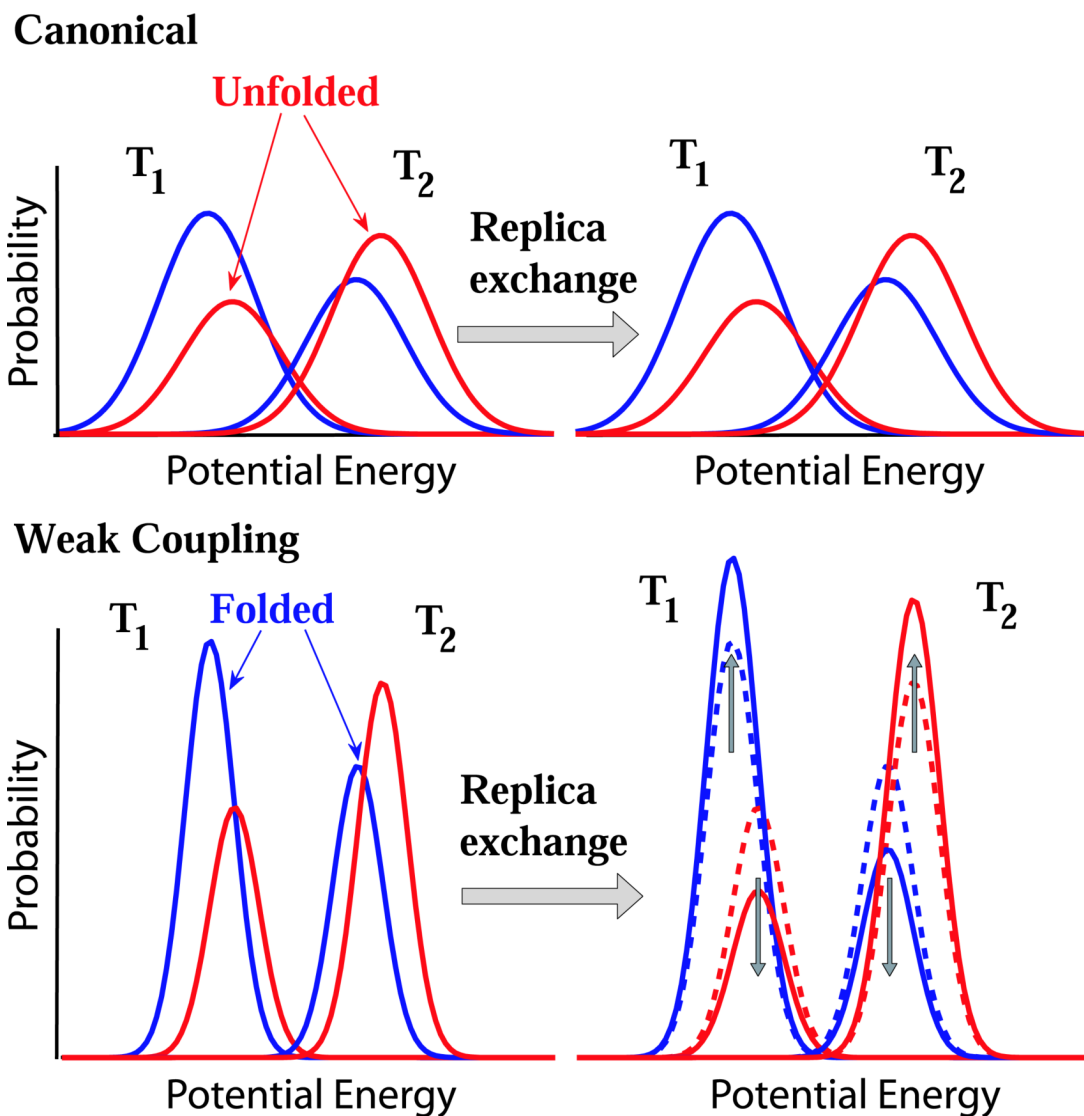 Canonical
Unfolded
T1
T2
Probability
Potential Energy
Replica
exchange
T1
T2
Potential Energy
Weak Coupling
T1
Folded
T2
Probability
Potential Energy
Replica
exchange
T1
T2
Potential Energy